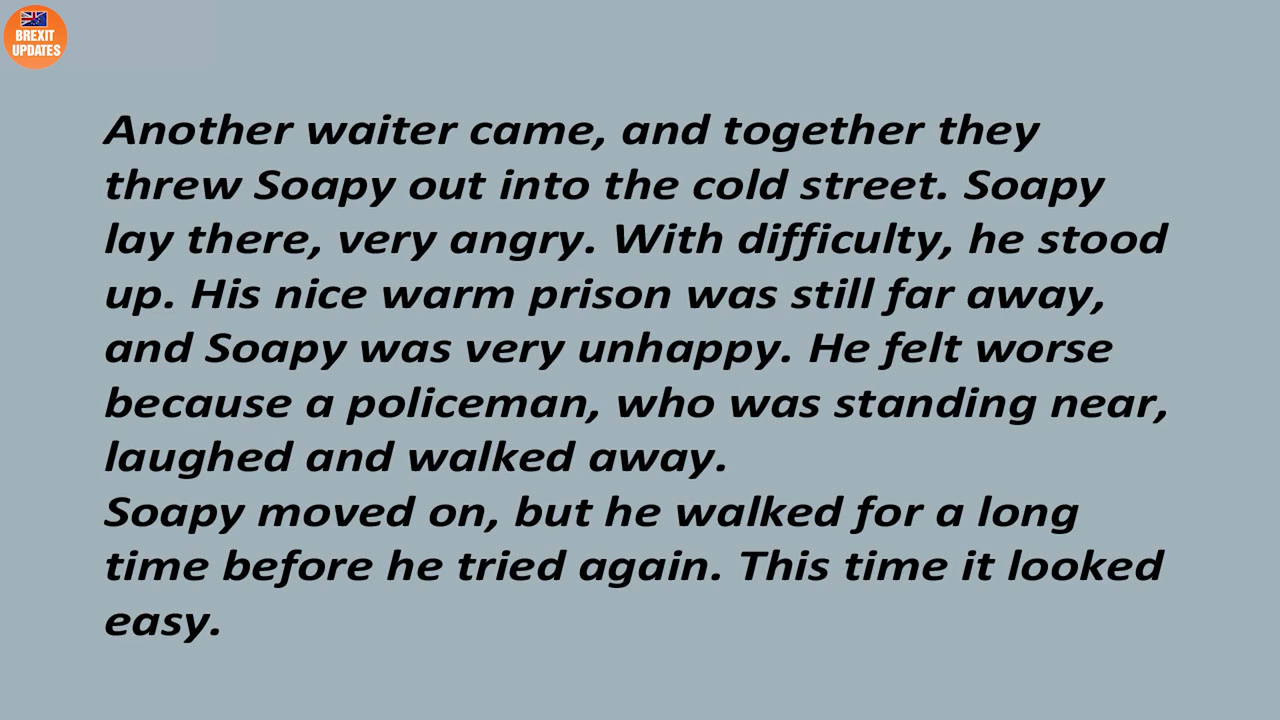 BREXIT
UPDATES
Another waiter came, and together they
threw Soapy out into the cold street. Soapy
lay there, very angry. With difficulty, he stood
up. His nice warm prison was still far away,
and Soapy was very unhappy. He felt worse
because a policeman, who was standing near,
laughed and walked away.
Soapy moved on, but he walked for a long
time before he tried again. This time it looked
easy.